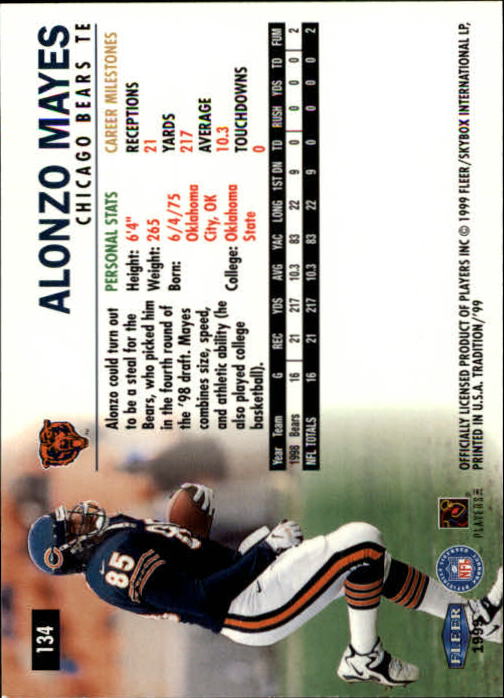 134
ALONZO MAYES
CHICAGO BEARS TE
Alonzo could turn out
to be a steal for the
Bears, who picked him
in the fourth round of
the '98 draft. Mayes
combines size, speed,
and athletic ability (he
also played college
basketball).
PERSONAL STATS
Height: 6'4"
Weight: 265
Born: 6/4/75
Oklahoma
City, OK
College: Oklahoma
State
CAREER MILESTONES
RECEPTIONS
21
YARDS
217
AVERAGE
10.3
TOUCHDOWNS
0
Year Team G REC YDS AVG YAC LONG 1ST DN TD RUSH YDS TD FUM
1998 Bears 16 21 217 10.3 83 22 9 0 0 0 0 2
NFL TOTALS 16 21 217 10.3 83 22 9 0 0 0 0 2
85
FLEER
1999
NFL
PLAYERS INC
OFFICIALLY LICENSED PRODUCT OF PLAYERS INC © 1999 FLEER/SKYBOX INTERNATIONAL LP,
PRINTED IN U.S.A. TRADITION/'99